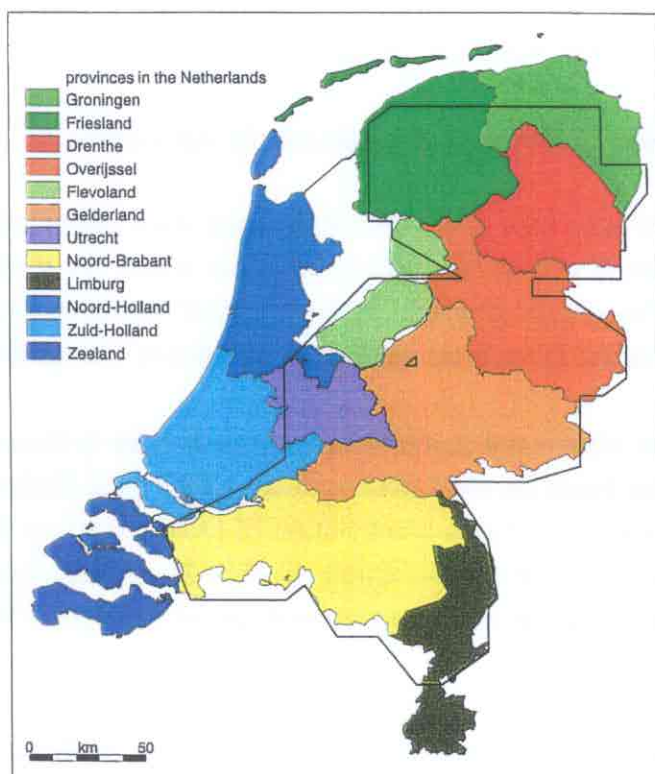 provinces in the Netherlands
Groningen
Friesland
Drenthe
Overijssel
Flevoland
Gelderland
Utrecht
Noord-Brabant
Limburg
Noord-Holland
Zuid-Holland
Zeeland
0 km 50